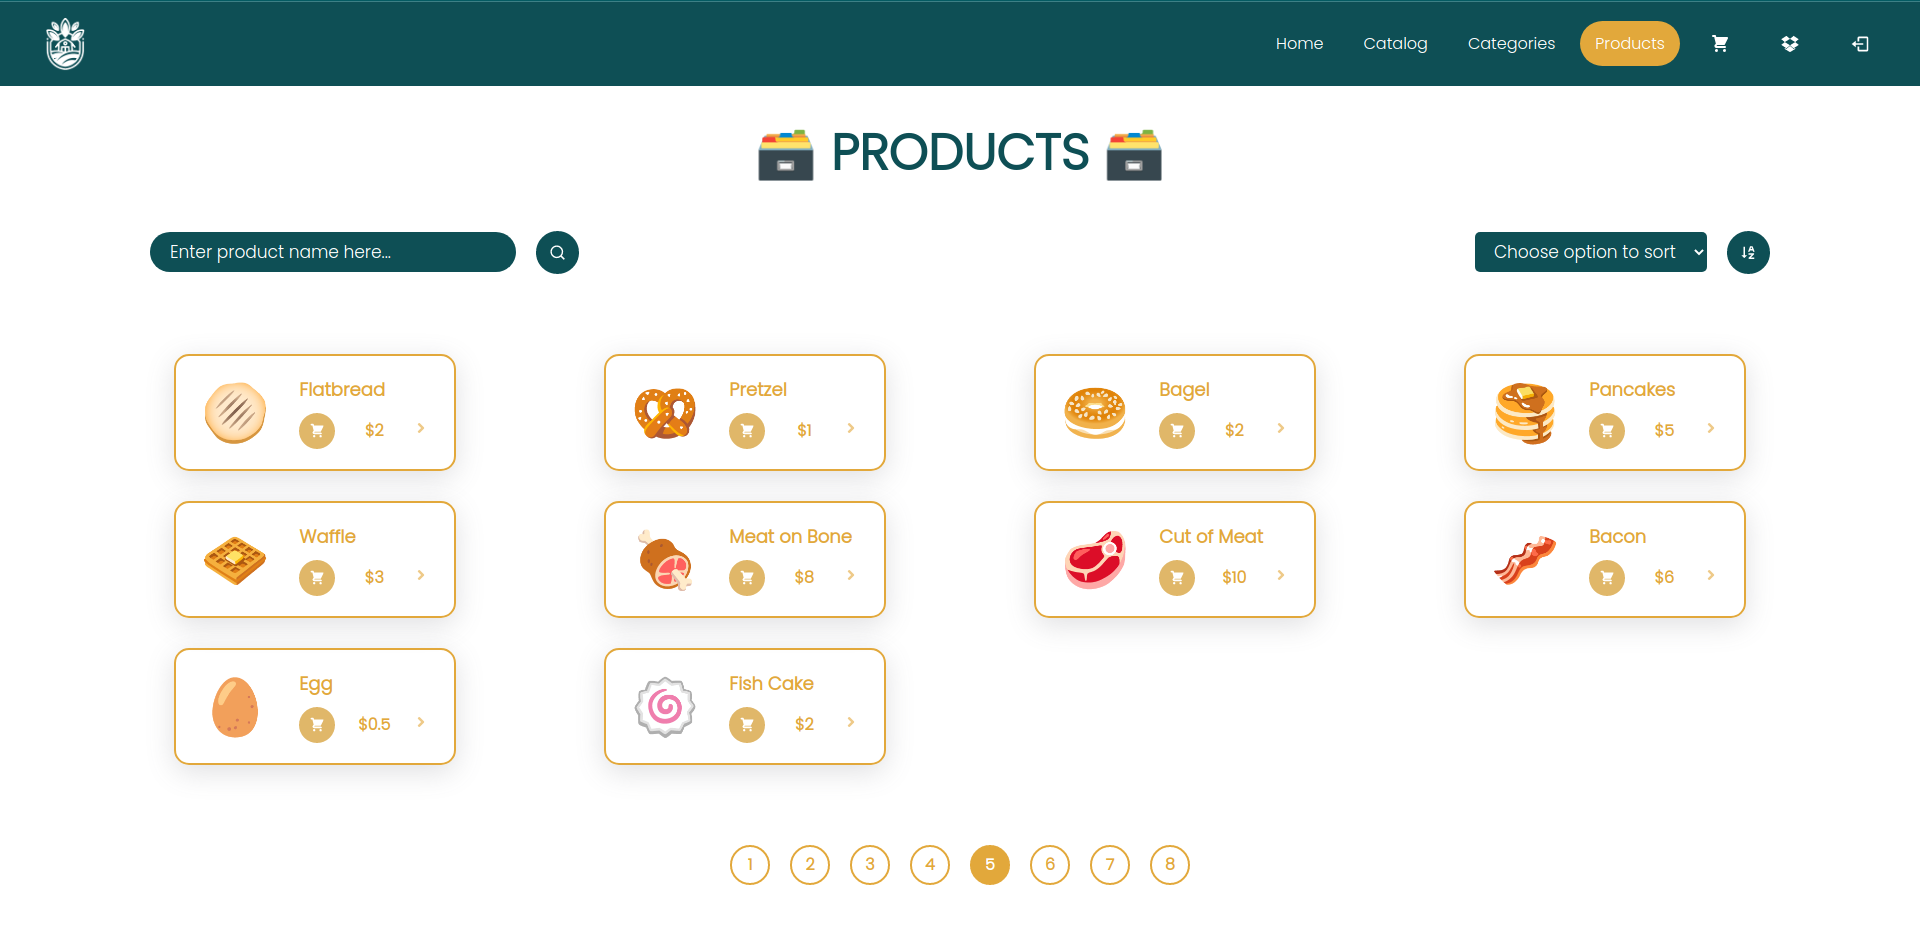 Home Catalog Categories Products
PRODUCTS
Enter product name here...
Choose option to sort
Flatbread
$2
Pretzel
$1
Bagel
$2
Pancakes
$5
Waffle
$3
Meat on Bone
$8
Cut of Meat
$10
Bacon
$6
Egg
$0.5
Fish Cake
$2
1 2 3 4 5 6 7 8